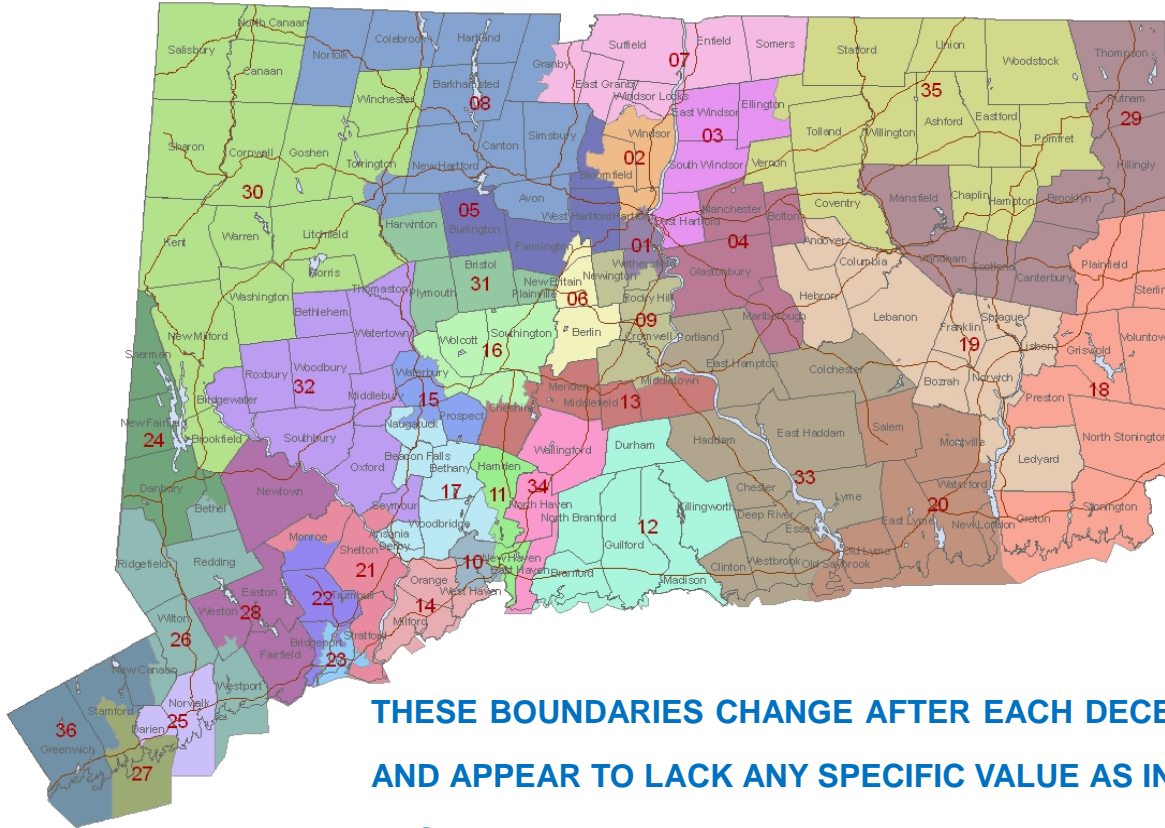 North Canaan
Colebrook
Hartland
Suffield
Enfield
Somers
Stafford
Union
Woodstock
Thompson
Salisbury
Canaan
Norfolk
Granby
07
East Granby
Windsor Locks
Winchester
Barkhamsted
08
East Windsor
Ellington
35
Putnam
29
Sharon
Cornwall
Goshen
Torrington
New Hartford
Canton
Simsbury
Windsor
02
Bloomfield
03
South Windsor
Vernon
Tolland
Willington
Ashford
Eastford
Pomfret
Hillingly
30
Kent
Warren
Litchfield
Harwinton
05
Burlington
Avon
West Hartford
Hartford
East Hartford
Manchester
Bolton
Coventry
Mansfield
Chaplin
Hampton
Brooklyn
Farmington
01
04
Andover
Columbia
Windham
Scotland
Canterbury
Plainfield
Morris
Washington
Bristol
31
Plymouth
Plainville
New Britain
Newington
Wethersfield
Glastonbury
Hebron
Sterlin
Thomaston
Bethlehem
Watertown
06
Rocky Hill
Berlin
09
Cromwell
Portland
Marlborough
Lebanon
Franklin
Sprague
Lisbon
19
Griswold
Voluntow
New Milford
Sherman
Wolcott
Southington
16
Woodbury
Roxbury
32
Middlebury
Waterbury
15
East Hampton
Colchester
Bozrah
Norwich
Preston
18
Bridgewater
New Fairfield
24
Brookfield
Southbury
Naugatuck
Prospect
Cheshire
Meriden
Middlefield
13
Middletown
Haddam
East Haddam
Salem
Montville
North Stonington
Ledyard
Oxford
Beacon Falls
Bethany
Hamden
Wallingford
Durham
Danbury
Bethel
Newtown
Seymour
17
Woodbridge
11
34
North Haven
North Branford
12
Killingworth
Chester
33
Lyme
Deep River
Essex
20
Waterford
East Lyme
New London
Groton
Stonington
Monroe
Ansonia
Derby
Shelton
21
10
New Haven
East Haven
Guilford
Branford
Madison
Clinton
Westbrook
Old Saybrook
Old Lyme
Ridgefield
Redding
Orange
West Haven
14
Milford
Easton
28
Weston
22
Trumbull
Stratford
Bridgeport
23
Fairfield
Wilton
26
New Canaan
Westport
Norwalk
25
Stamford
Darien
36
Greenwich
27
THESE BOUNDARIES CHANGE AFTER EACH DECE
AND APPEAR TO LACK ANY SPECIFIC VALUE AS IN